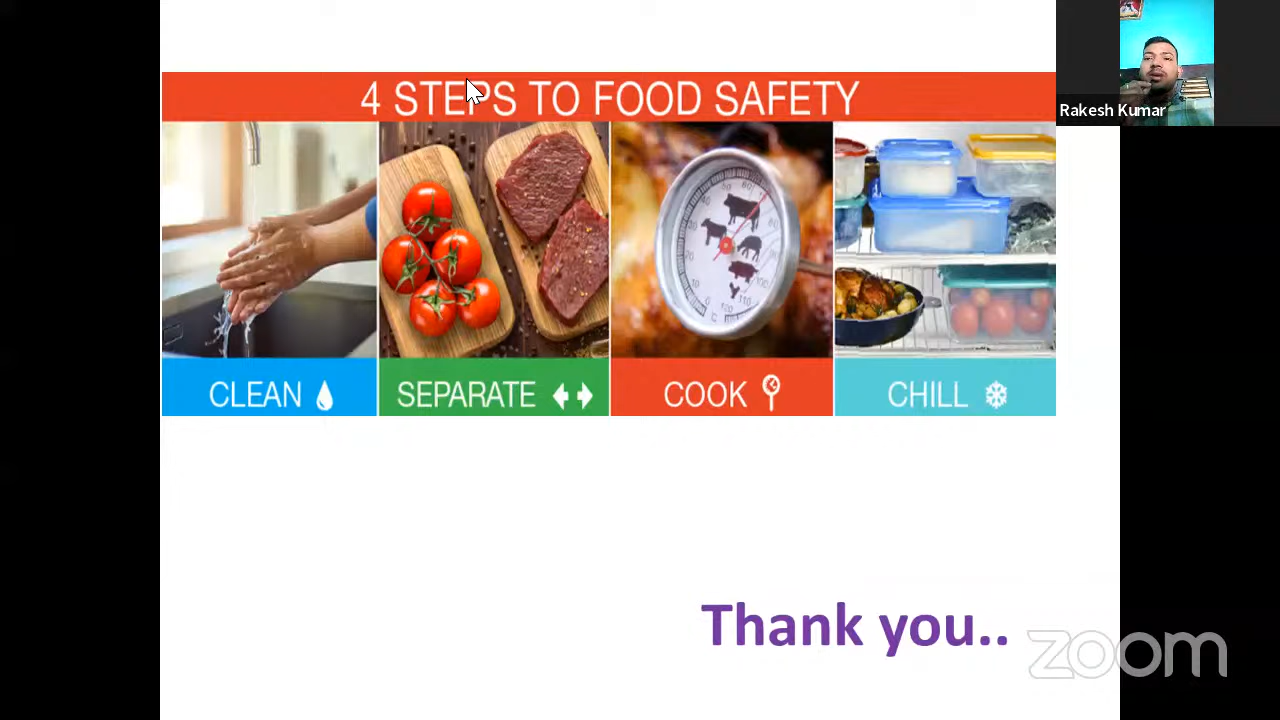 4 STEPS TO FOOD SAFETY
Rakesh Kumar
CLEAN
SEPARATE
COOK
CHILL
Thank you..
zoom